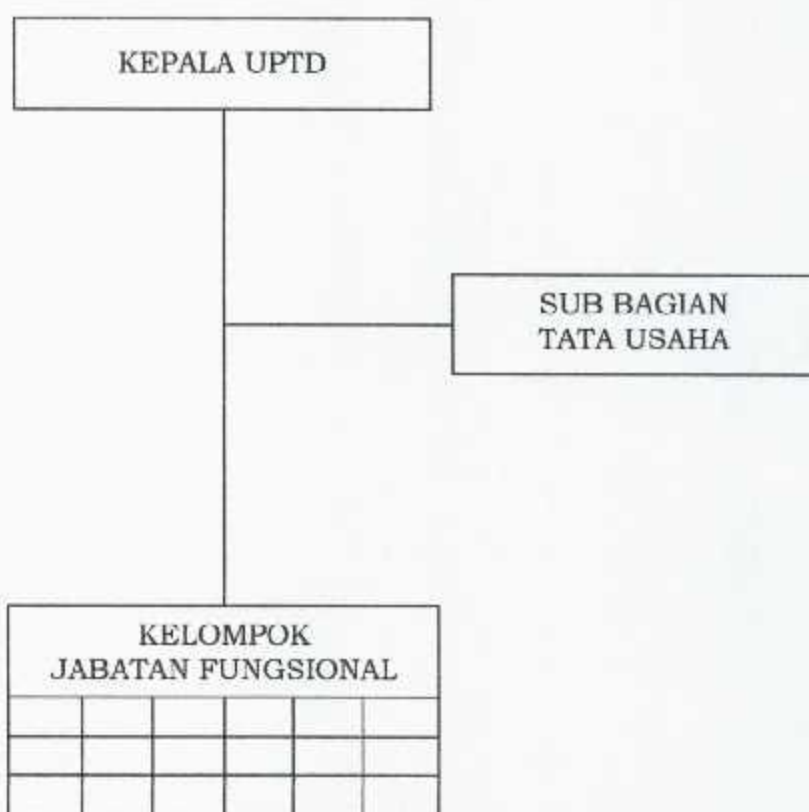 KEPALA UPTD
SUB BAGIAN
TATA USAHA
KELOMPOK
JABATAN FUNGSIONAL